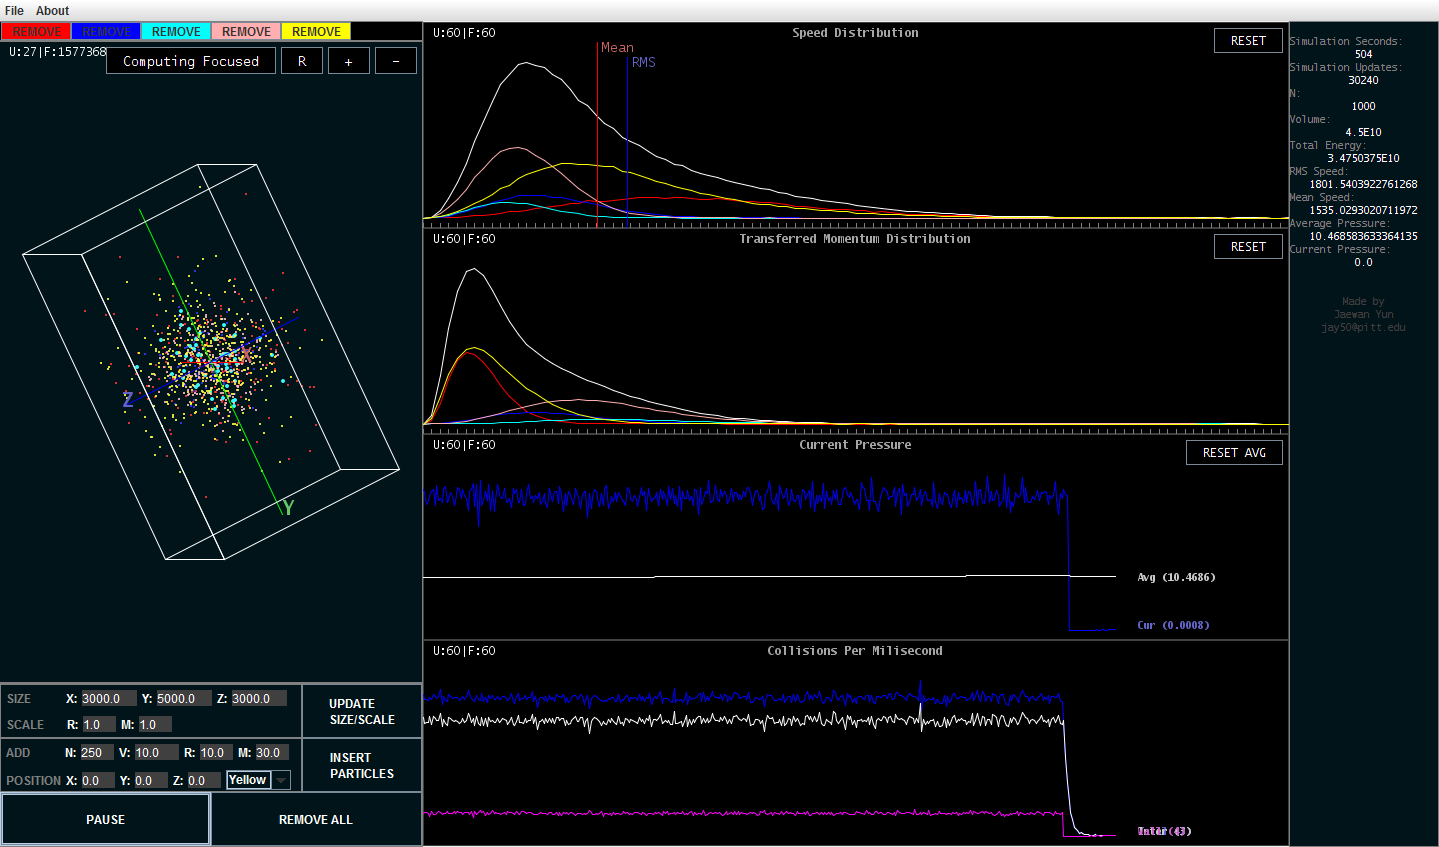 File About
REMOVE REMOVE REMOVE REMOVE REMOVE
U:27|F:1577368
Computing Focused R + -
X
Z
Y
SIZE X: 3000.0 Y: 5000.0 Z: 3000.0
SCALE R: 1.0 M: 1.0
UPDATE
SIZE/SCALE
ADD N: 250 V: 10.0 R: 10.0 M: 30.0
POSITION X: 0.0 Y: 0.0 Z: 0.0 Yellow
INSERT
PARTICLES
PAUSE REMOVE ALL
U:60|F:60 Speed Distribution RESET
Mean
RMS
U:60|F:60 Transferred Momentum Distribution RESET
U:60|F:60 Current Pressure RESET AVG
Avg (10.4686)
Cur (0.0008)
U:60|F:60 Collisions Per Milisecond
Simulation Seconds:
504
Simulation Updates:
30240
N:
1000
Volume:
4.5E10
Total Energy:
3.4750375E10
RMS Speed:
1801.5403922761268
Mean Speed:
1535.0293020711972
Average Pressure:
10.468583633364135
Current Pressure:
0.0
Made by
Jaewan Yun
jay50@pitt.edu